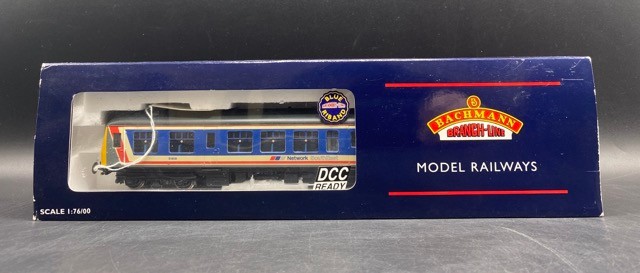 BLUE
RIBAND
Network
DCC
READY
SCALE 1:76/00
BACHMANN
BRANCH-LINE
MODEL RAILWAYS